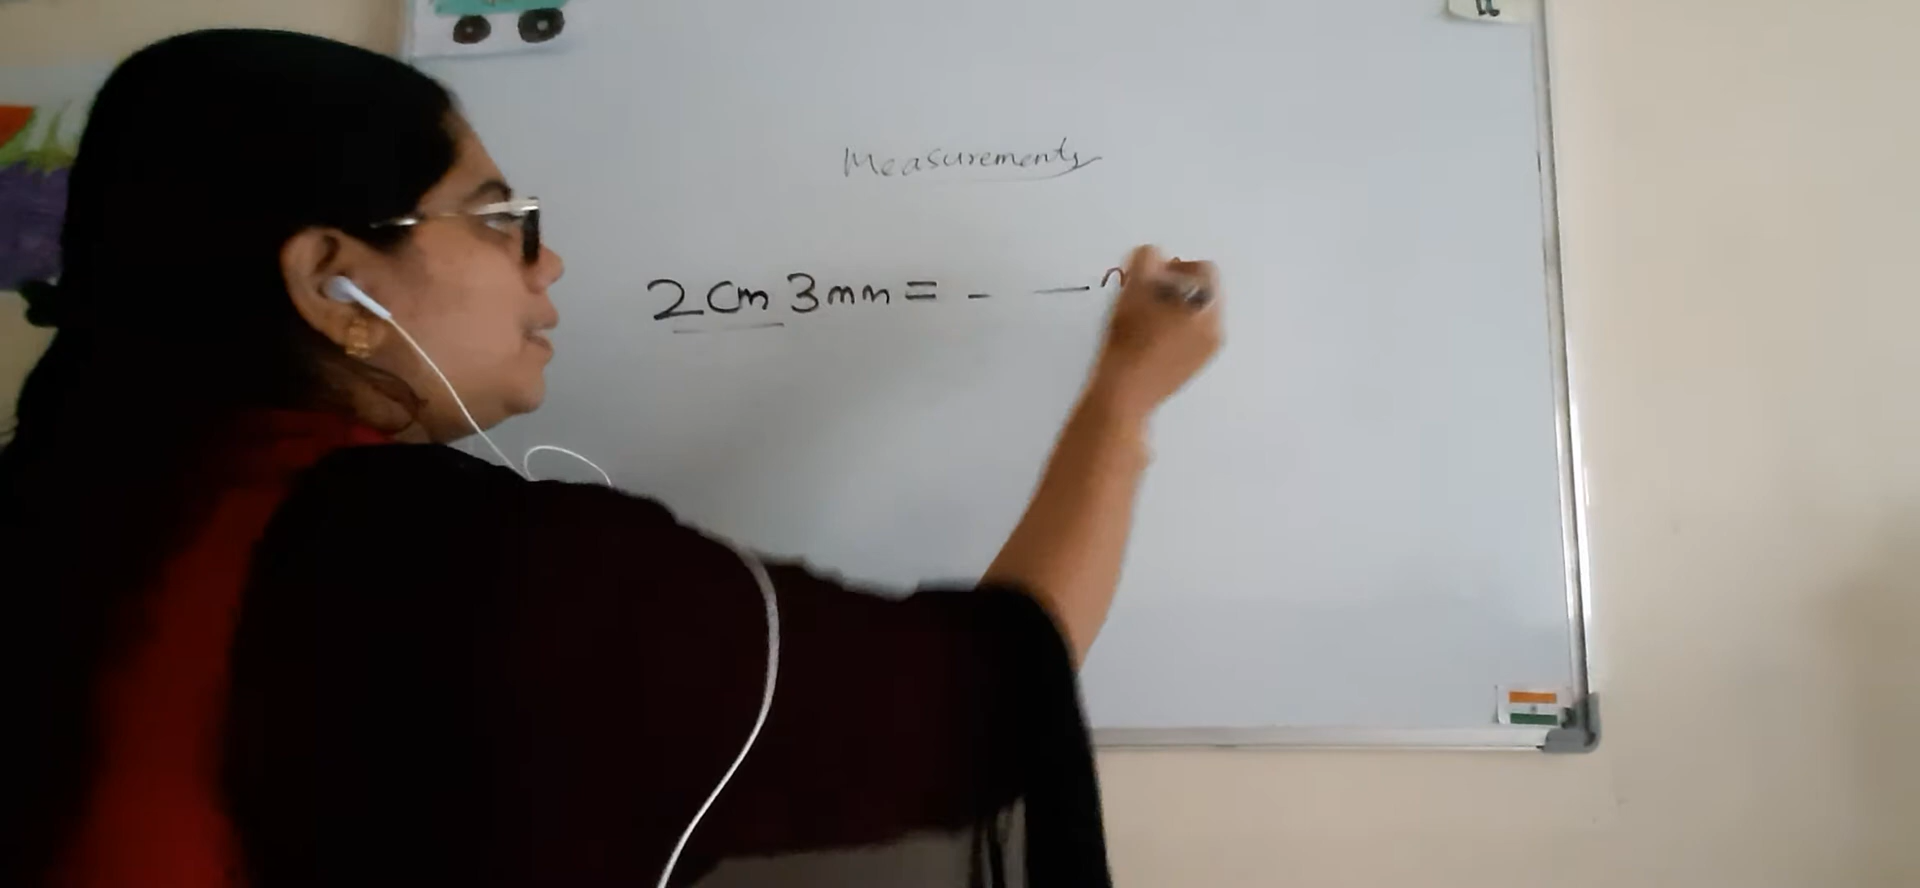 Measurements
2cm 3mm = - —